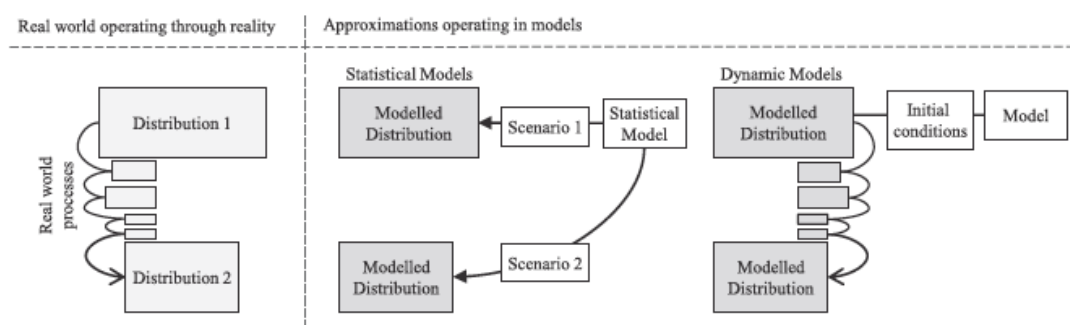 Real world operating through reality
Approximations operating in models
Statistical Models
Dynamic Models
Distribution 1
Real world
processes
Distribution 2
Modelled
Distribution
Scenario 1
Statistical
Model
Modelled
Distribution
Scenario 2
Modelled
Distribution
Initial
conditions
Model
Modelled
Distribution